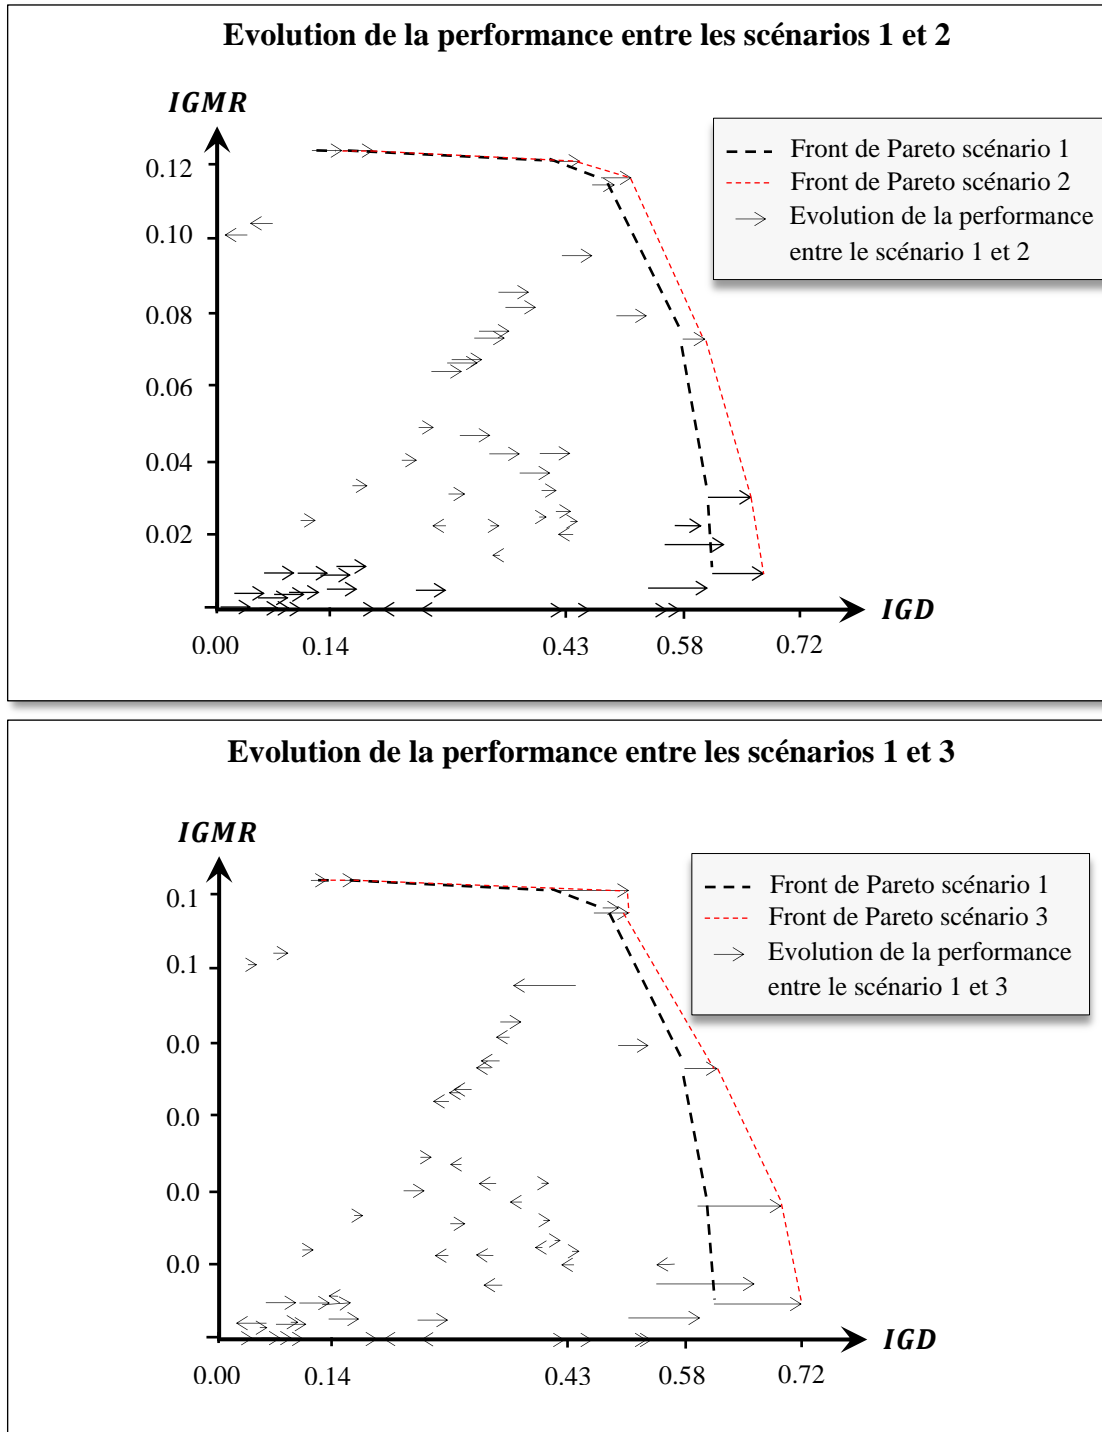 Evolution de la performance entre les scénarios 1 et 2
IGMR
0.12
0.10
0.08
0.06
0.04
0.02
0.00
0.14
0.43
0.58
0.72
IGD
Front de Pareto scénario 1
Front de Pareto scénario 2
Evolution de la performance
entre le scénario 1 et 2
Evolution de la performance entre les scénarios 1 et 3
IGMR
0.1
0.1
0.0
0.0
0.0
0.0
0.00
0.14
0.43
0.58
0.72
IGD
Front de Pareto scénario 1
Front de Pareto scénario 3
Evolution de la performance
entre le scénario 1 et 3